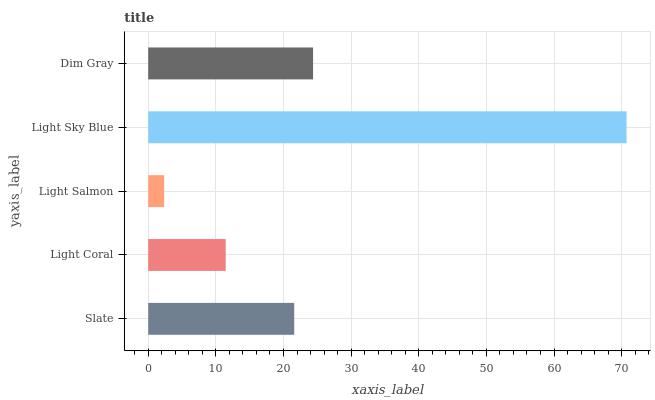 title
Dim Gray
Light Sky Blue
Light Salmon
Light Coral
Slate
yaxis_label
0 10 20 30 40 50 60 70
xaxis_label